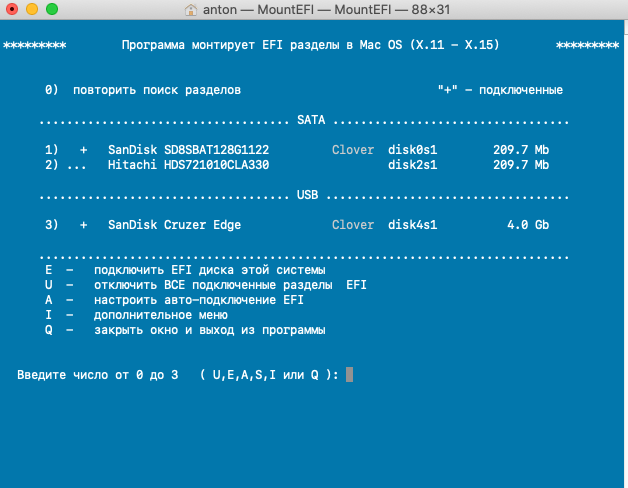 anton — MountEFI — MountEFI — 88×31
********* Программа монтирует EFI разделы в Mac OS (X.11 - X.15) *********
0) повторить поиск разделов "+" - подключенные
.................................... SATA ..................................
1) + SanDisk SD8SBAT128G1122 Clover disk0s1 209.7 Mb
2) ... Hitachi HDS721010CLA330 disk2s1 209.7 Mb
.................................... USB ...................................
3) + SanDisk Cruzer Edge Clover disk4s1 4.0 Gb
............................................................................
E - подключить EFI диска этой системы
U - отключить ВСЕ подключенные разделы EFI
A - настроить авто-подключение EFI
I - дополнительное меню
Q - закрыть окно и выход из программы
Введите число от 0 до 3 ( U,E,A,S,I или Q ):